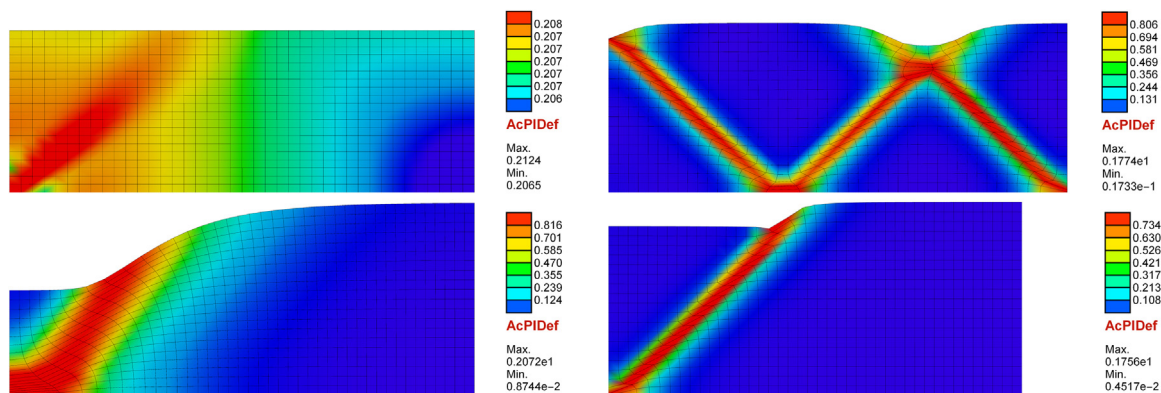 0.208
0.207
0.207
0.207
0.207
0.207
0.206
AcPlDef
Max.
0.2124
Min.
0.2065
0.806
0.694
0.581
0.469
0.356
0.244
0.131
AcPlDef
Max.
0.1774e1
Min.
0.1733e-1
0.816
0.701
0.585
0.470
0.355
0.239
0.124
AcPlDef
Max.
0.2072e1
Min.
0.8744e-2
0.734
0.630
0.526
0.421
0.317
0.213
0.108
AcPlDef
Max.
0.1756e1
Min.
0.4517e-2